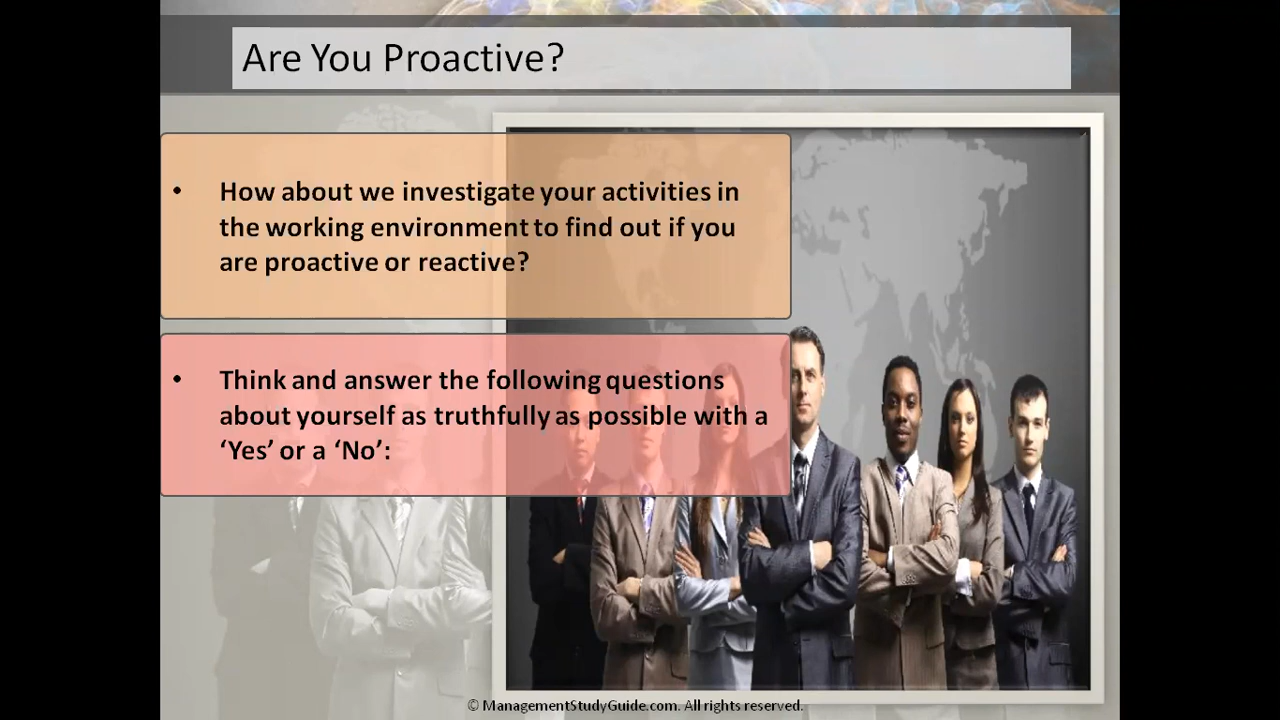 Are You Proactive?
• How about we investigate your activities in
the working environment to find out if you
are proactive or reactive?
• Think and answer the following questions
about yourself as truthfully as possible with a
‘Yes’ or a ‘No’:
© ManagementStudyGuide.com. All rights reserved.